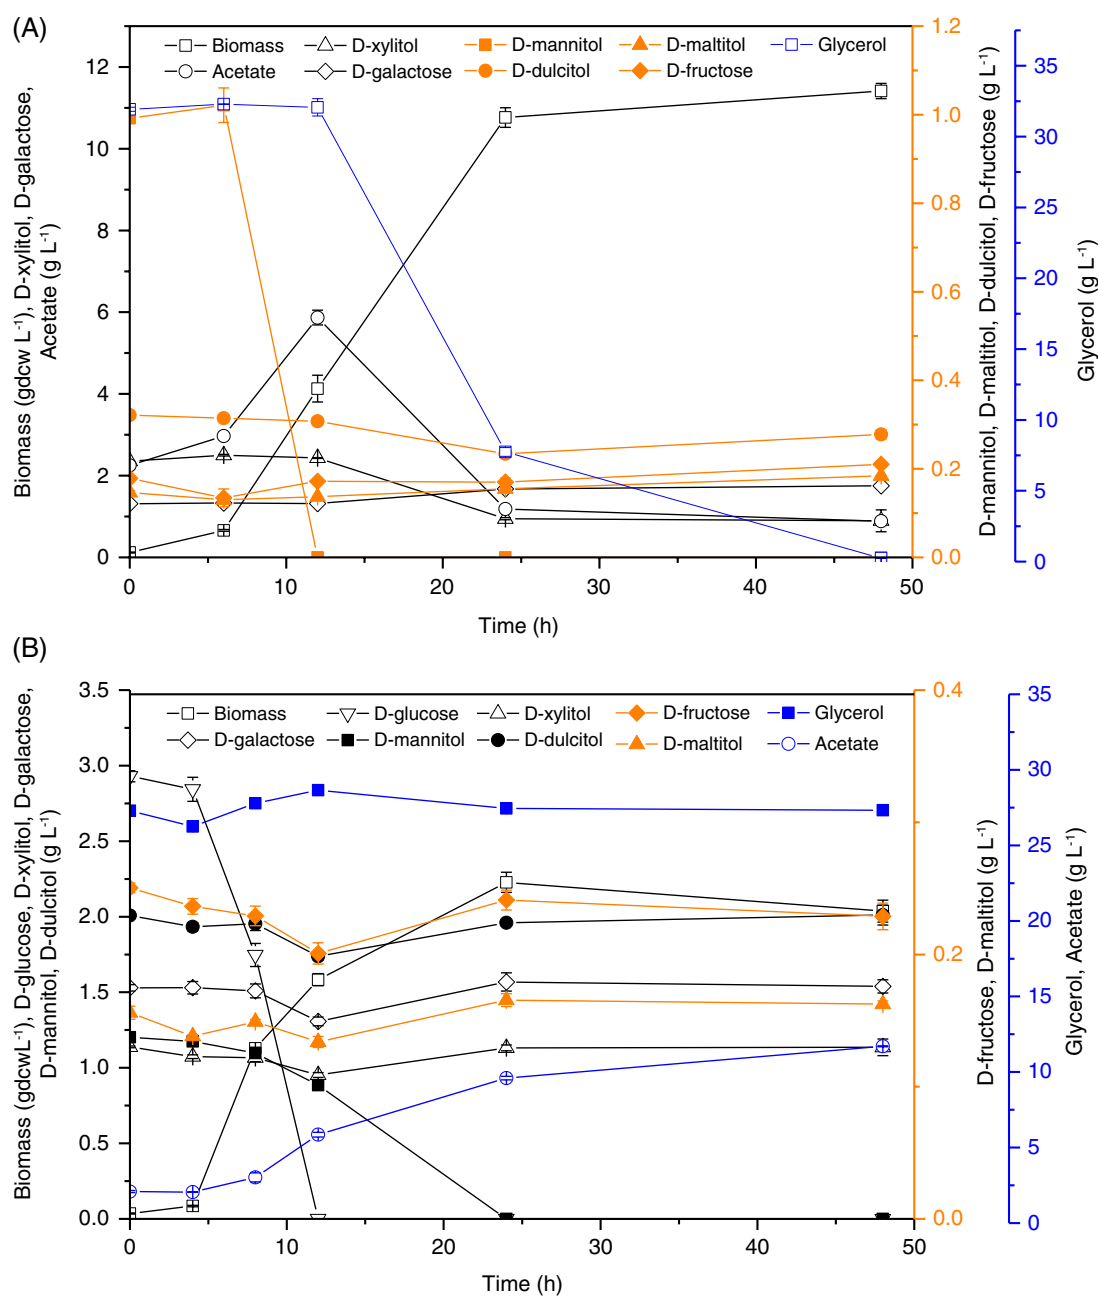 (A)
Biomass
Acetate
D-xylitol
D-galactose
D-mannitol
D-dulcitol
D-maltitol
D-fructose
Glycerol
12
10
8
6
4
2
0
Biomass (gdcw L⁻¹), D-xylitol, D-galactose,
Acetate (g L⁻¹)
0
10
20
30
40
50
Time (h)
1.2
1.0
0.8
0.6
0.4
0.2
0.0
D-mannitol, D-maltitol, D-dulcitol, D-fructose (g L⁻¹)
35
30
25
20
15
10
5
0
Glycerol (g L⁻¹)
(B)
Biomass
D-galactose
D-glucose
D-mannitol
D-xylitol
D-dulcitol
D-fructose
D-maltitol
Glycerol
Acetate
3.5
3.0
2.5
2.0
1.5
1.0
0.5
0.0
Biomass (gdcwL⁻¹), D-glucose, D-xylitol, D-galactose,
D-mannitol, D-dulcitol (g L⁻¹)
0
10
20
30
40
50
Time (h)
0.4
0.2
0.0
D-fructose, D-maltitol (g L⁻¹)
35
30
25
20
15
10
5
0
Glycerol, Acetate (g L⁻¹)